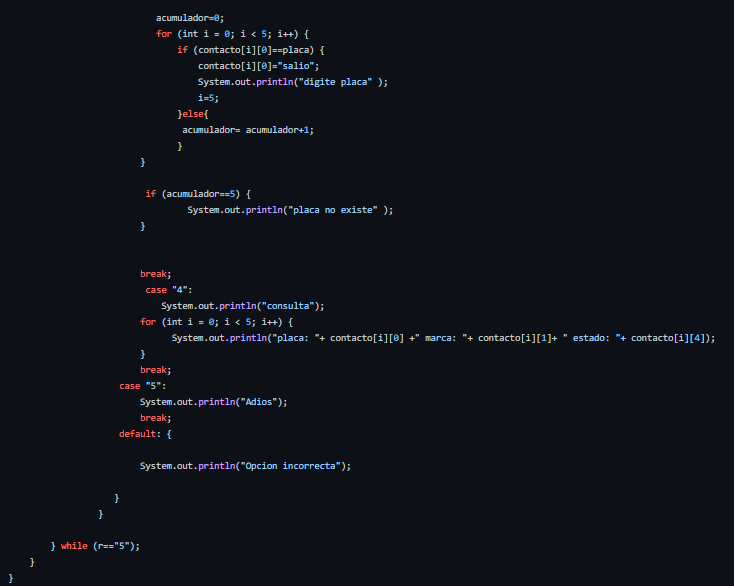 acumulador=0;
for (int i = 0; i < 5; i++) {
if (contacto[i][0]==placa) {
contacto[i][0]="salio";
System.out.println("digite placa" );
i=5;
}else{
acumulador= acumulador+1;
}
}
if (acumulador==5) {
System.out.println("placa no existe" );
}
break;
case "4":
System.out.println("consulta");
for (int i = 0; i < 5; i++) {
System.out.println("placa: "+ contacto[i][0] +" marca: "+ contacto[i][1]+ " estado: "+ contacto[i][4]);
}
break;
case "5":
System.out.println("Adios");
break;
default: {
System.out.println("Opcion incorrecta");
}
}
} while (r=="5");
}
}